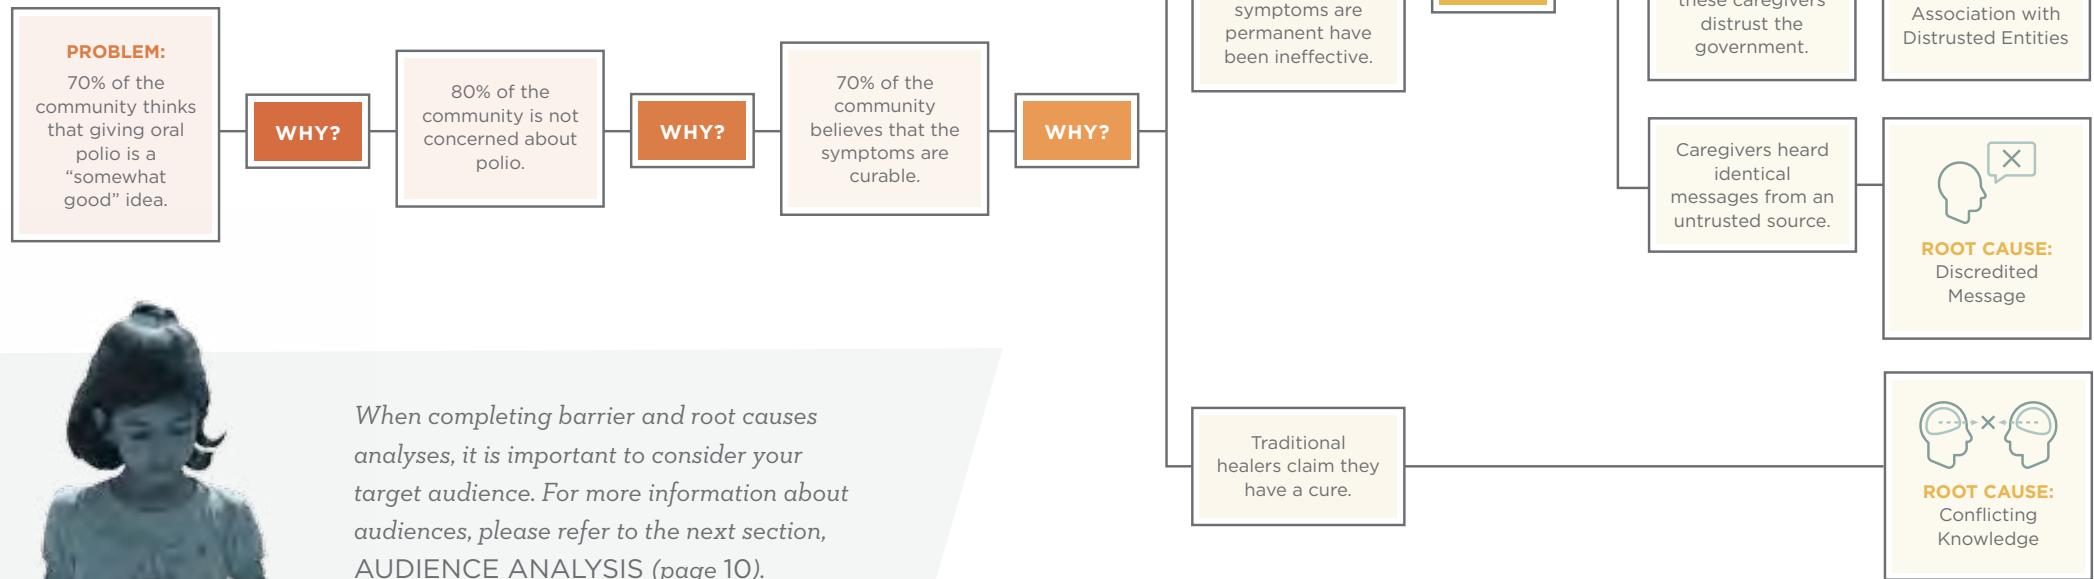 PROBLEM:
70% of the
community thinks
that giving oral
polio is a
“somewhat
good” idea.
WHY?
80% of the
community is not
concerned about
polio.
WHY?
70% of the
community
believes that the
symptoms are
curable.
WHY?
symptoms are
permanent have
been ineffective.
these caregivers
distrust the
government.
Association with
Distrusted Entities
Caregivers heard
identical
messages from an
untrusted source.
ROOT CAUSE:
Discredited
Message
Traditional
healers claim they
have a cure.
ROOT CAUSE:
Conflicting
Knowledge
When completing barrier and root causes
analyses, it is important to consider your
target audience. For more information about
audiences, please refer to the next section,
AUDIENCE ANALYSIS (page 10).